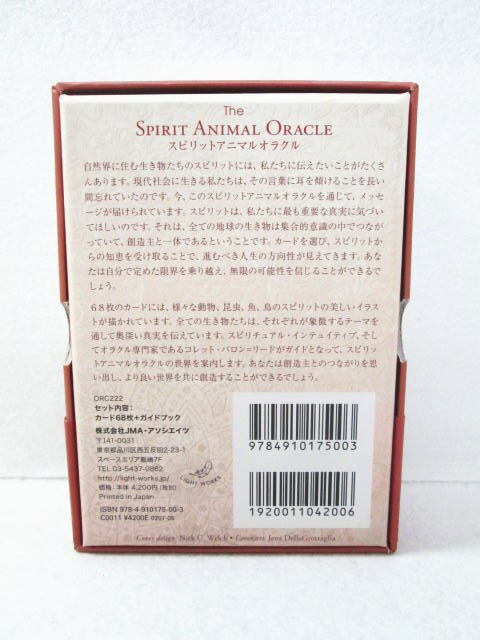 The
SPIRIT ANIMAL ORACLE
スピリットアニマルオラクル
自然界に住む生き物たちのスピリットには、私たちに伝えたいことがたくさ
んあります。現代社会に生きる私たちは、その言葉に耳を傾けることを長い
間忘れていたのです。今、このスピリットアニマルオラクルを通じて、メッセ
ージが届けられています。スピリットは、私たちに最も重要な真実に気づい
てほしいのです。それは、全ての地球の生き物は集合的意識の中でつなが
っていて、創造主と一体であるということです。カードを選び、スピリットから
の知恵を受け取ることで、進むべき人生の方向性が見えてきます。あな
たは自分で定めた限界を乗り越え、無限の可能性を信じることができるで
しょう。
68枚のカードには、様々な動物、昆虫、魚、鳥のスピリットの美しいイラス
トが描かれています。全ての生き物たちは、それぞれが象徴するテーマを
通して奥深い真実を伝えています。スピリチュアル・インテュイティブ、そし
てオラクル専門家であるコレット・バロン=リードがガイドとなって、スピリッ
トアニマルオラクルの世界を案内します。あなたは創造主とのつながりを思
い出し、より良い世界を共に創造することができるでしょう。
ORC222
セット内容:
カード68枚+ガイドブック
株式会社JMA・アソシエイツ
〒141-0031
東京都品川区西五反田2-23-1
スペースエリア飯嶋7F
TEL 03-5437-0862
http://light-works.jp/
価格:本体 4,200円(税別)
Printed in Japan
ISBN 978-4-910175-00-3
C0011 ¥4200E 0207-05
LIGHT WORKS
9784910175003
1920011042006
Cover design: Nick C. Welch • Creatures: Jena DellaGrottaglia